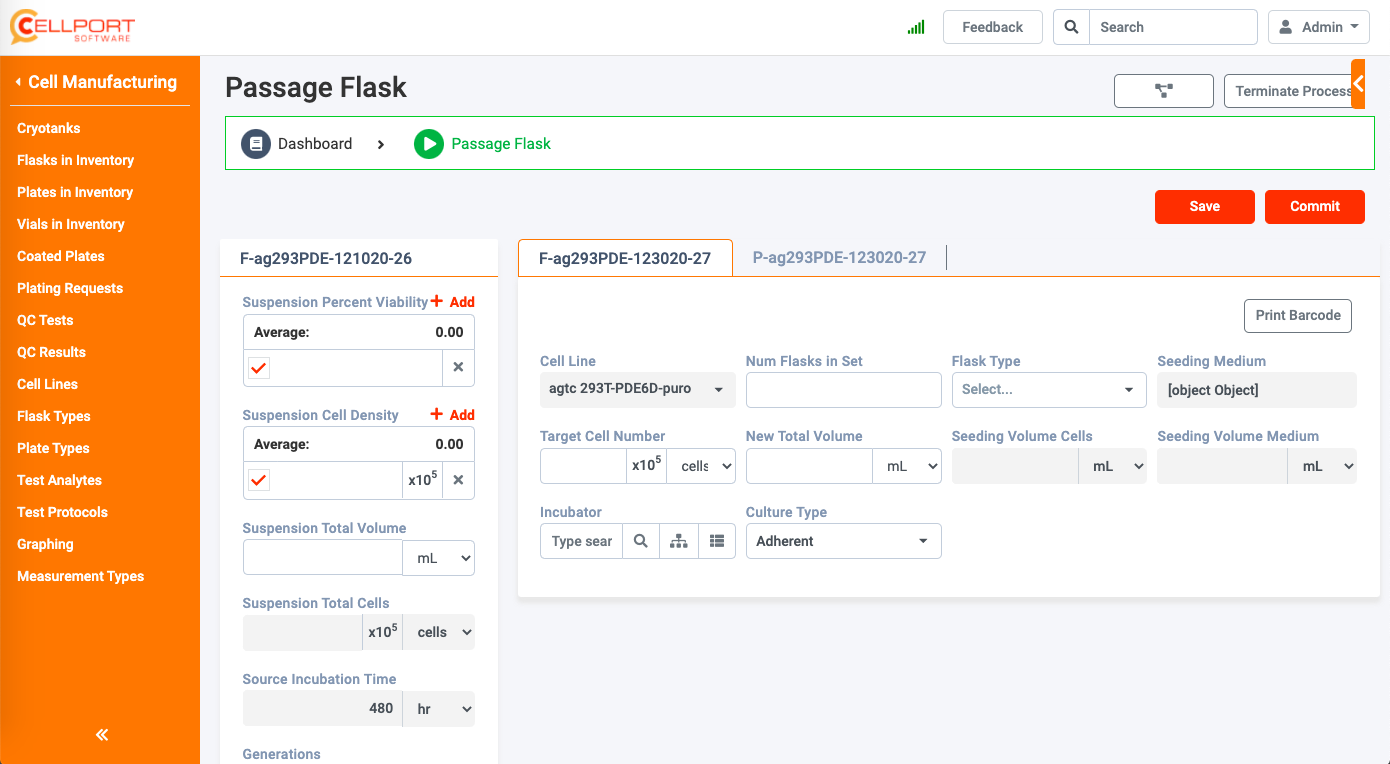 CELLPORT
SOFTWARE
Feedback
Search
Admin
Cell Manufacturing
Cryotanks
Flasks in Inventory
Plates in Inventory
Vials in Inventory
Coated Plates
Plating Requests
QC Tests
QC Results
Cell Lines
Flask Types
Plate Types
Test Analytes
Test Protocols
Graphing
Measurement Types
Passage Flask
Terminate Process
Dashboard
Passage Flask
Save
Commit
F-ag293PDE-121020-26
Suspension Percent Viability + Add
Average: 0.00
Suspension Cell Density + Add
Average: 0.00
x10⁵
Suspension Total Volume
mL
Suspension Total Cells
x10⁵ cells
Source Incubation Time
480 hr
Generations
F-ag293PDE-123020-27
P-ag293PDE-123020-27
Print Barcode
Cell Line
agtc 293T-PDE6D-puro
Num Flasks in Set
Flask Type
Select...
Seeding Medium
[object Object]
Target Cell Number
x10⁵ cells
New Total Volume
mL
Seeding Volume Cells
mL
Seeding Volume Medium
mL
Incubator
Type sear
Culture Type
Adherent